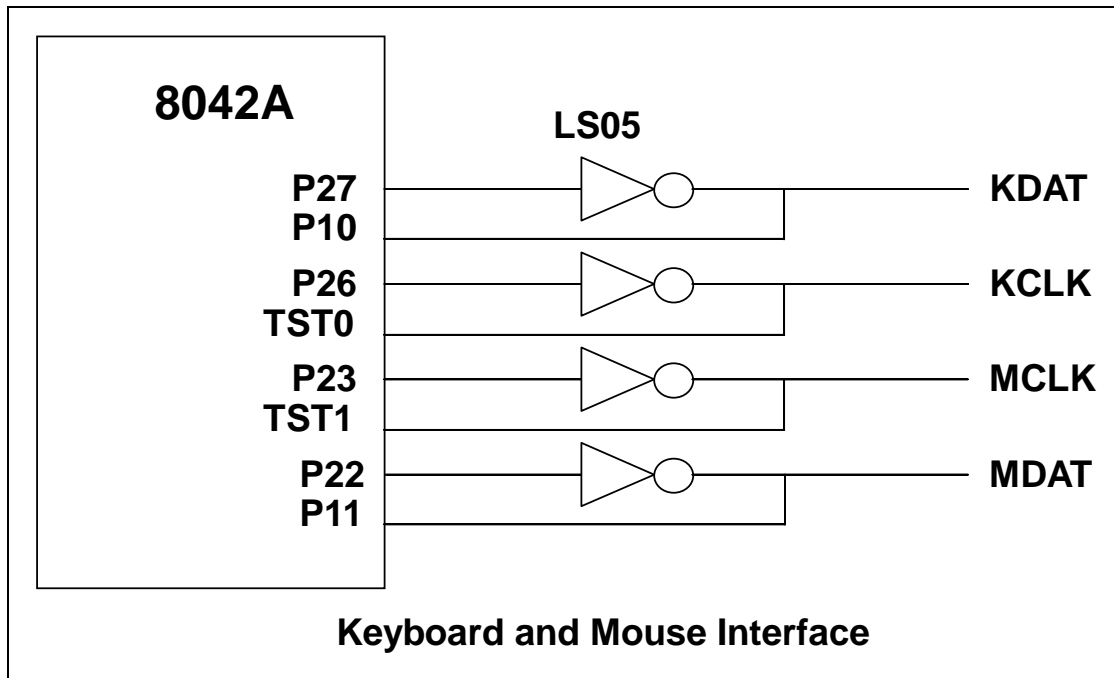 8042A
LS05
P27
KDAT
P10
P26
KCLK
TST0
P23
MCLK
TST1
P22
MDAT
P11
Keyboard and Mouse Interface